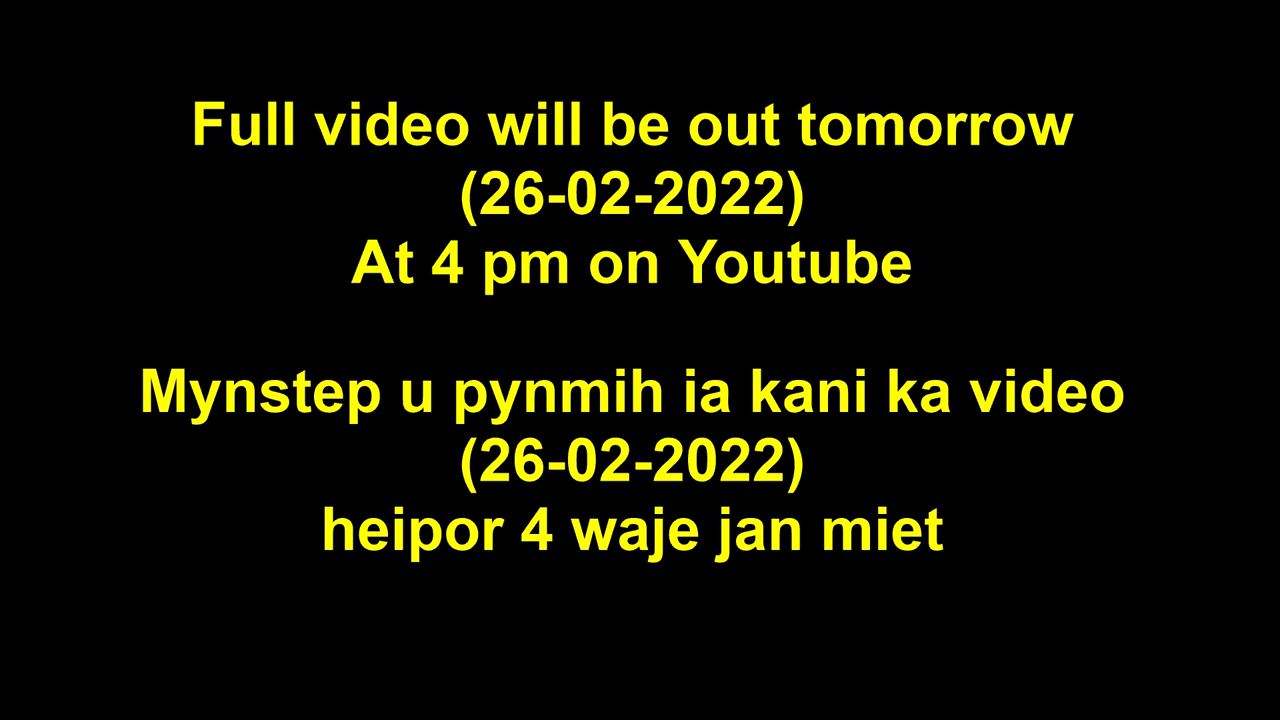 Full video will be out tomorrow
(26-02-2022)
At 4 pm on Youtube
Mynstep u pynmih ia kani ka video
(26-02-2022)
heipor 4 waje jan miet